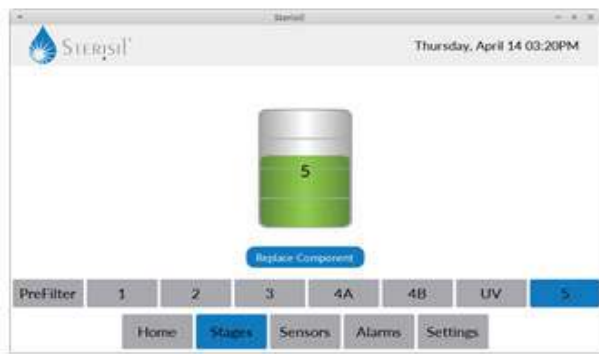 Sterisil
STERISIL
Thursday, April 14 03:20PM
5
Replace Component
PreFilter 1 2 3 4A 4B UV 5
Home Stages Sensors Alarms Settings